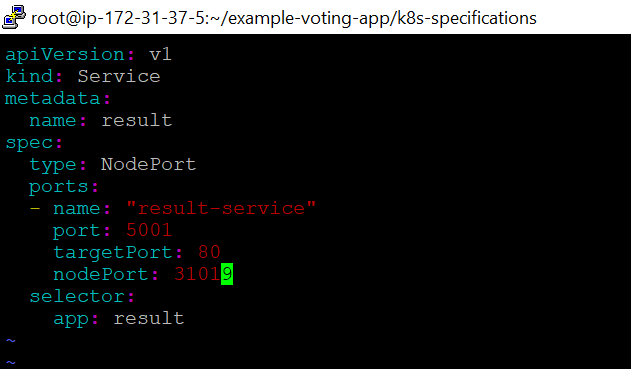 root@ip-172-31-37-5:~/example-voting-app/k8s-specifications
apiVersion: v1
kind: Service
metadata:
  name: result
spec:
  type: NodePort
  ports:
  - name: "result-service"
    port: 5001
    targetPort: 80
    nodePort: 31019
  selector:
    app: result
~
~